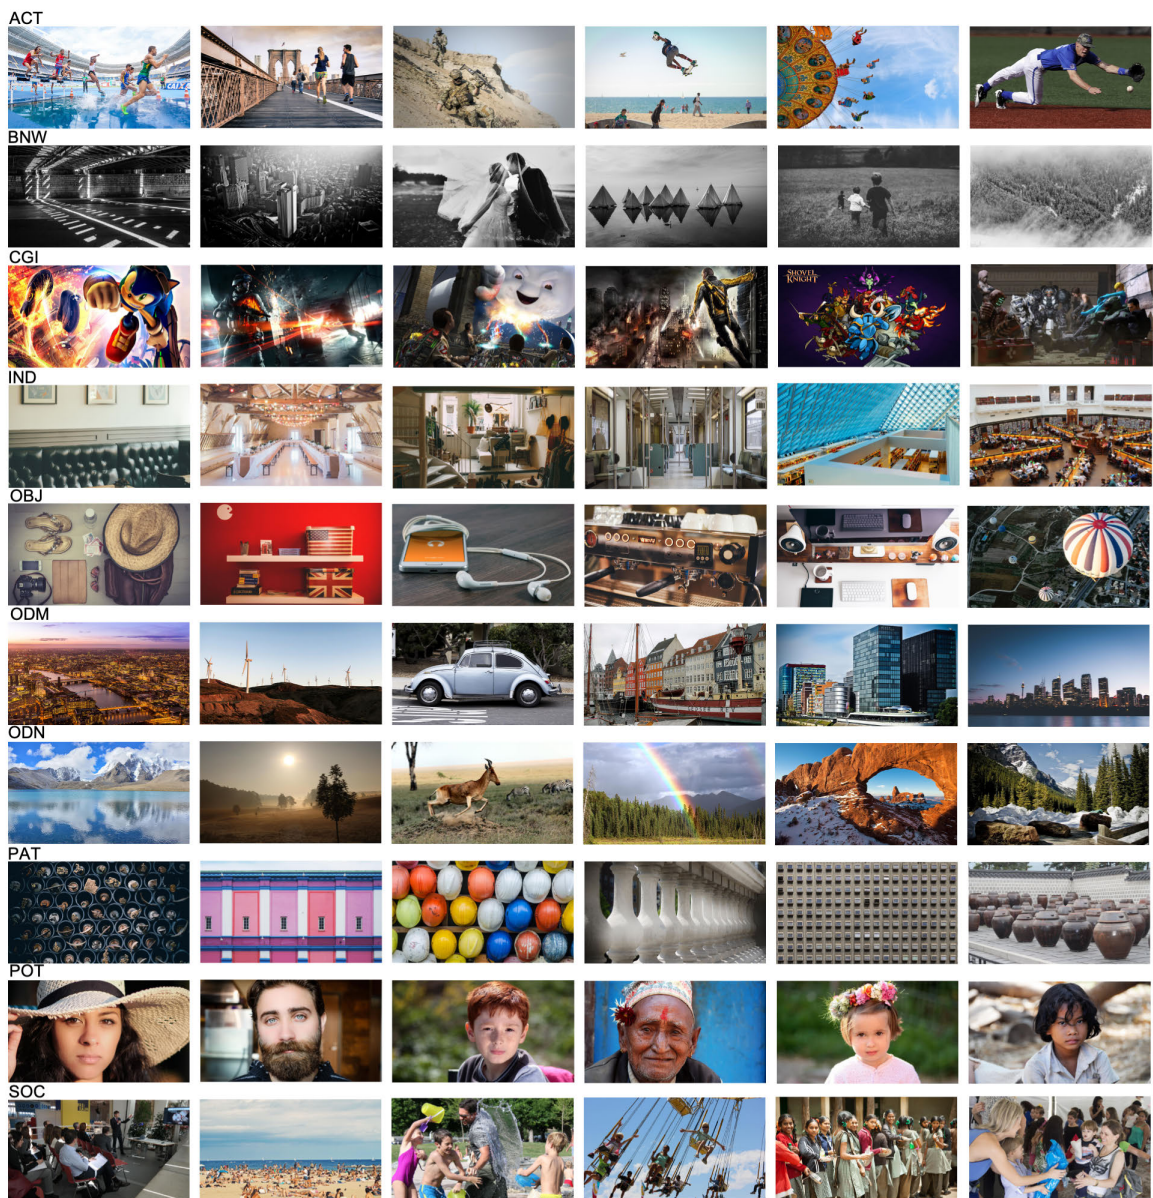 ACT
BNW
CGI
SHOVEL
KNIGHT
IND
OBJ
ODM
ODN
PAT
POT
SOC